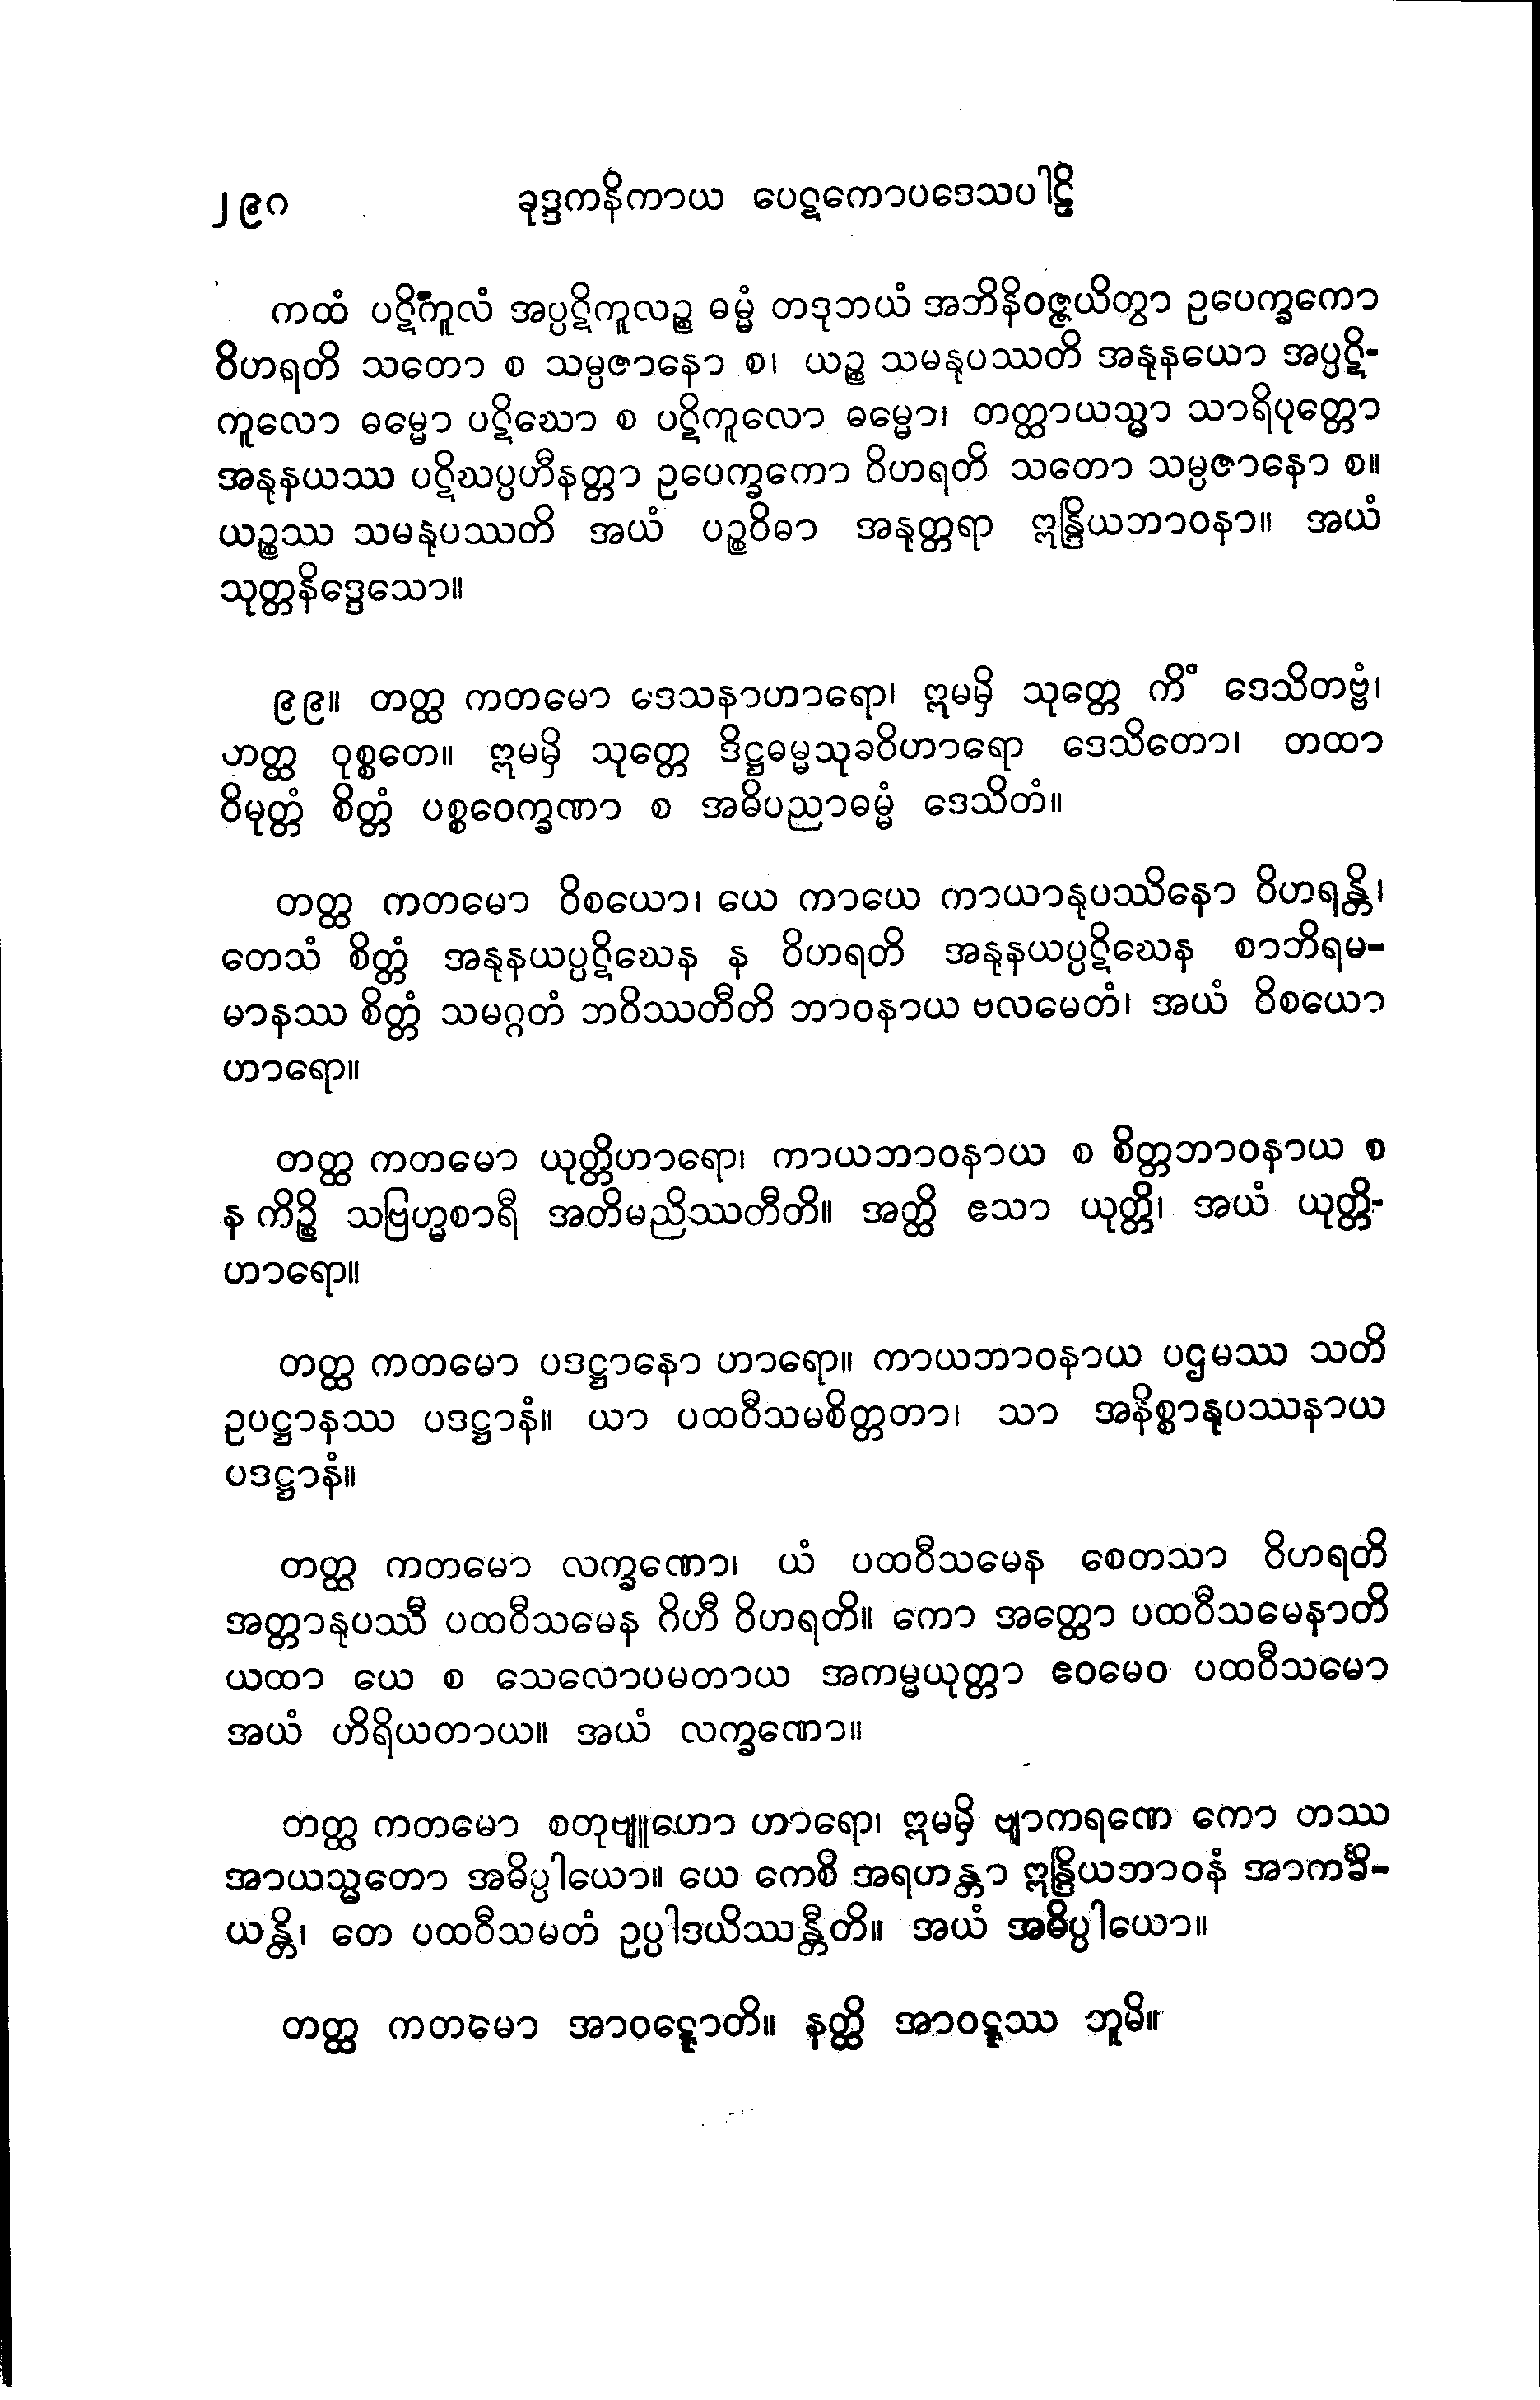 ၂၉၈ ခုဒ္ဒကနိကာယ ပေဋကောပဒေသပါဠိ
ကထံ ပဋိကူလံ အပ္ပဋိကူလဉ္စ ဓမ္မံ တဒုဘယံ အဘိနိဝဇ္ဇယိတွာ ဥပေက္ခကော
ဝိဟရတိ သတော စ သမ္ပဇာနော စ၊ ယဉ္စ သမနုပဿတိ အနုနယော အပ္ပဋိ-
ကူလော ဓမ္မော ပဋိဃော စ ပဋိကူလော ဓမ္မော၊ တတ္ထာယသ္မာ သာရိပုတ္တော
အနုနယဿ ပဋိဃပ္ပဟီနတ္တာ ဥပေက္ခကော ဝိဟရတိ သတော သမ္ပဇာနော စ။
ယဉ္စဿ သမနုပဿတိ အယံ ပဉ္စဝိဓာ အနုတ္တရာ ဣန္ဒြိယဘာဝနာ။ အယံ
သုတ္တနိဒ္ဒေသော။
၉၉။ တတ္ထ ကတမော ဒေသနာဟာရော၊ ဣမမှိ သုတ္တေ ကိံ ဒေသိတဗ္ဗံ၊
တတ္ထ ဝုစ္စတေ။ ဣမမှိ သုတ္တေ ဒိဋ္ဌဓမ္မသုခဝိဟာရော ဒေသိတော၊ တထာ
ဝိမုတ္တံ စိတ္တံ ပစ္စဝေက္ခဏာ စ အဓိပညာဓမ္မံ ဒေသိတံ။
တတ္ထ ကတမော ဝိစယော၊ ယေ ကာယေ ကာယာနုပဿိနော ဝိဟရန္တိ၊
တေသံ စိတ္တံ အနုနယပ္ပဋိဃေန န ဝိဟရတိ အနုနယပ္ပဋိဃေန စာဘိရမ-
မာနဿ စိတ္တံ သမဂ္ဂတံ ဘဝိဿတီတိ ဘာဝနာယ ဗလမေတံ၊ အယံ ဝိစယော
ဟာရော။
တတ္ထ ကတမော ယုတ္တိဟာရော၊ ကာယဘာဝနာယ စ စိတ္တဘာဝနာယ စ
န ကိဉ္စိ သဗြဟ္မစာရီ အတိမညိဿတီတိ။ အတ္ထိ ဧသာ ယုတ္တိ၊ အယံ ယုတ္တိ-
ဟာရော။
တတ္ထ ကတမော ပဒဋ္ဌာနော ဟာရော။ ကာယဘာဝနာယ ပဌမဿ သတိ
ဥပဋ္ဌာနဿ ပဒဋ္ဌာနံ။ ယာ ပထဝီသမစိတ္တတာ၊ သာ အနိစ္စာနုပဿနာယ
ပဒဋ္ဌာနံ။
တတ္ထ ကတမော လက္ခဏော၊ ယံ ပထဝီသမေန စေတသာ ဝိဟရတိ
အတ္တာနုပဿီ ပထဝီသမေန ဂိဟီ ဝိဟရတိ။ ကော အတ္ထော ပထဝီသမေနာတိ
ယထာ ယေ စ သေလောပမတာယ အကမ္မယုတ္တာ ဧဝမေဝ ပထဝီသမော
အယံ ဟိရိယတာယ။ အယံ လက္ခဏော။
တတ္ထ ကတမော စတုဗျူဟော ဟာရော၊ ဣမမှိ ဗျာကရဏေ ကော တဿ
အာယသ္မတော အဓိပ္ပါယော။ ယေ ကေစိ အရဟန္တာ ဣန္ဒြိယဘာဝနံ အာကင်္ခိ-
ယန္တိ၊ တေ ပထဝီသမတံ ဥပ္ပါဒယိဿန္တီတိ။ အယံ အဓိပ္ပါယော။
တတ္ထ ကတမော အာဝဋ္ဋောတိ။ နတ္ထိ အာဝဋ္ဋဿ ဘူမိ။